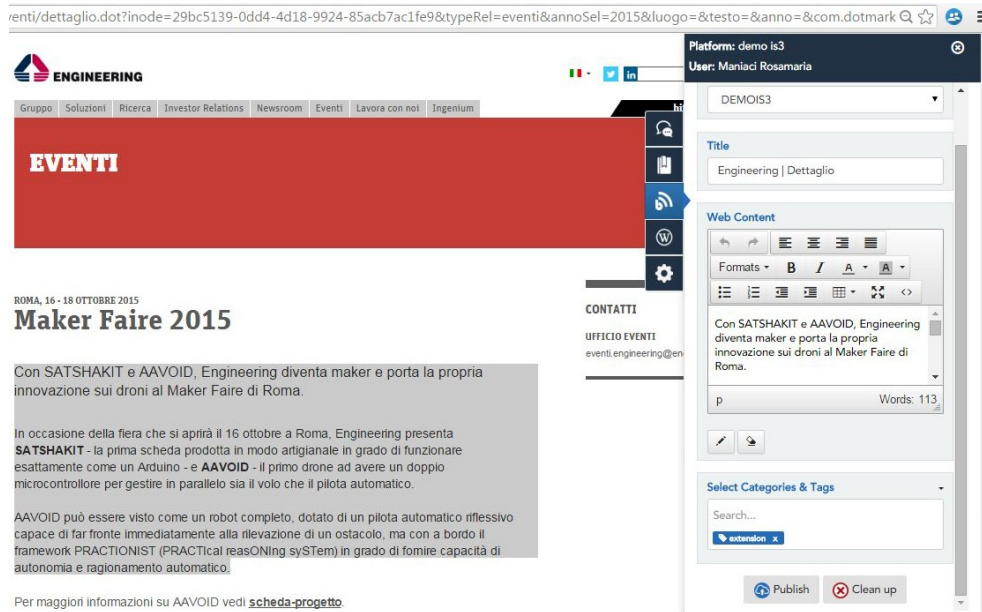 venti/dettaglio.dot?inode=29bc5139-0dd4-4d18-9924-85acb7ac1fe9&typeRel=eventi&annoSel=2015&luogo=&testo=&anno=&com.dotmark
ENGINEERING
Gruppo Soluzioni Ricerca Investor Relations Newsroom Eventi Lavora con noi Ingenium
EVENTI
ROMA, 16 - 18 OTTOBRE 2015
Maker Faire 2015
Con SATSHAKIT e AAVOID, Engineering diventa maker e porta la propria
innovazione sui droni al Maker Faire di Roma.
In occasione della fiera che si aprirà il 16 ottobre a Roma, Engineering presenta
SATSHAKIT - la prima scheda prodotta in modo artigianale in grado di funzionare
esattamente come un Arduino - e AAVOID - il primo drone ad avere un doppio
microcontrollore per gestire in parallelo sia il volo che il pilota automatico.
AAVOID può essere visto come un robot completo, dotato di un pilota automatico riflessivo
capace di far fronte immediatamente alla rilevazione di un ostacolo, ma con a bordo il
framework PRACTIONIST (PRACTIcal reasONIng sySTem) in grado di fornire capacità di
autonomia e ragionamento automatico.
Per maggiori informazioni su AAVOID vedi scheda-progetto.
CONTATTI
UFFICIO EVENTI
eventi.engineering@en
Platform: demo is3
User: Maniaci Rosamaria
DEMOIS3
Title
Engineering | Dettaglio
Web Content
Formats B I A A
Con SATSHAKIT e AAVOID, Engineering
diventa maker e porta la propria
innovazione sui droni al Maker Faire di
Roma.
p Words: 113
Select Categories & Tags
Search...
extension x
Publish Clean up